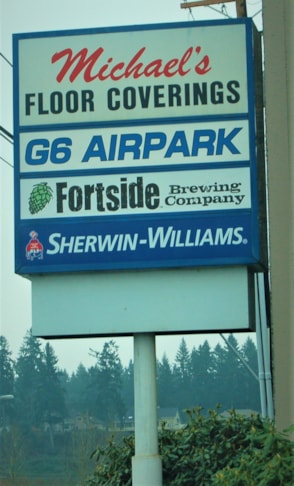 Michael's
FLOOR COVERINGS
G6 AIRPARK
Fortside Brewing
Company
SHERWIN-WILLIAMS®